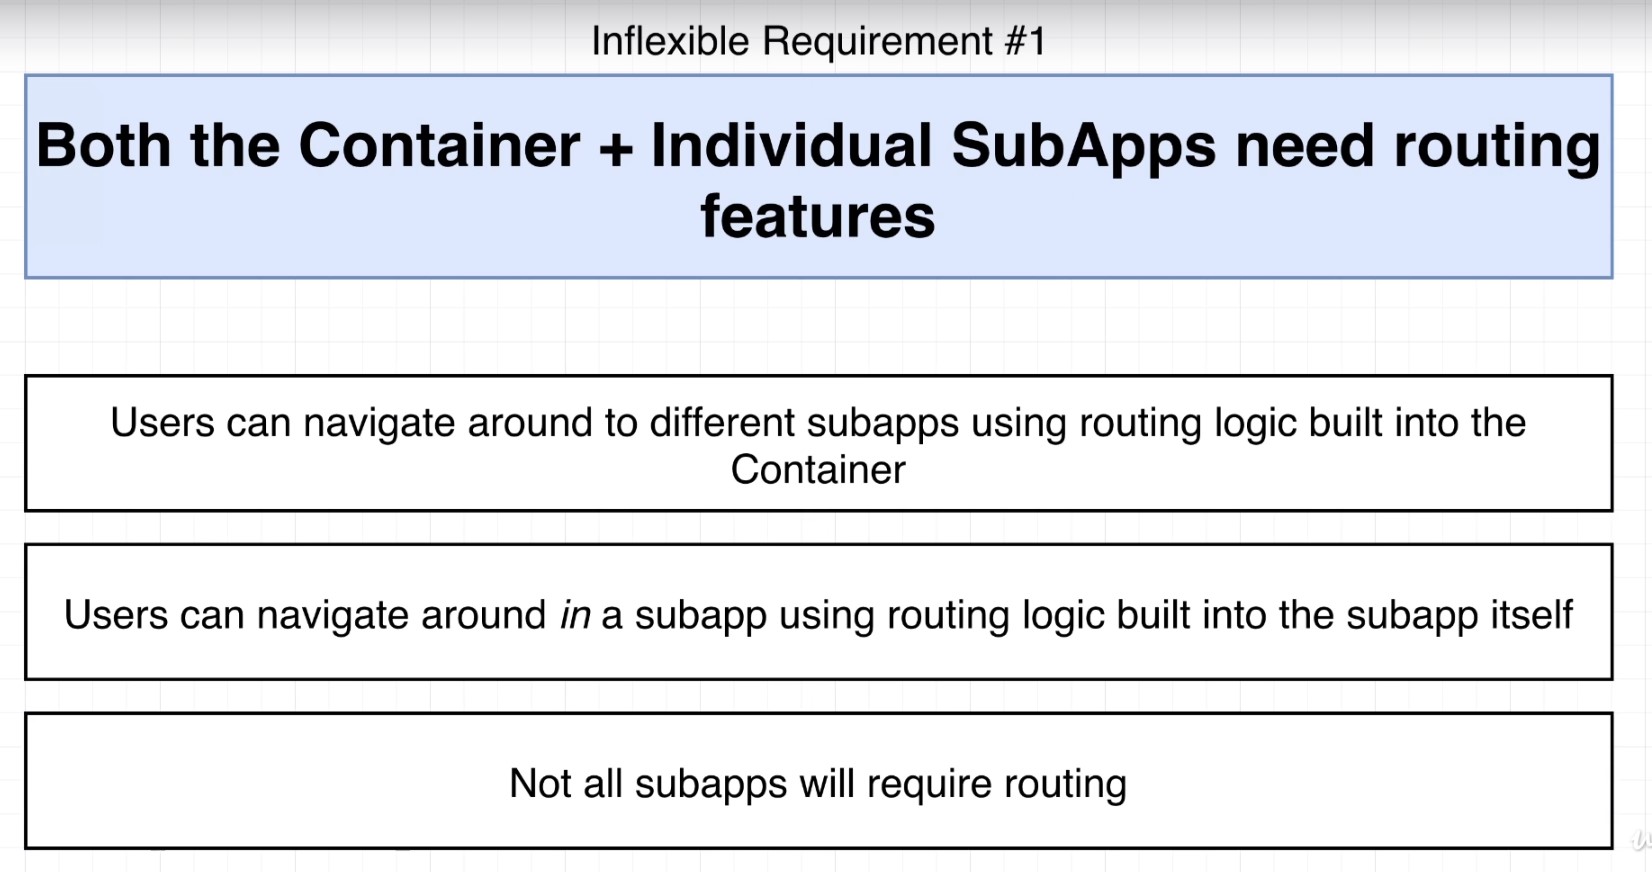 Inflexible Requirement #1
Both the Container + Individual SubApps need routing
features
Users can navigate around to different subapps using routing logic built into the
Container
Users can navigate around in a subapp using routing logic built into the subapp itself
Not all subapps will require routing